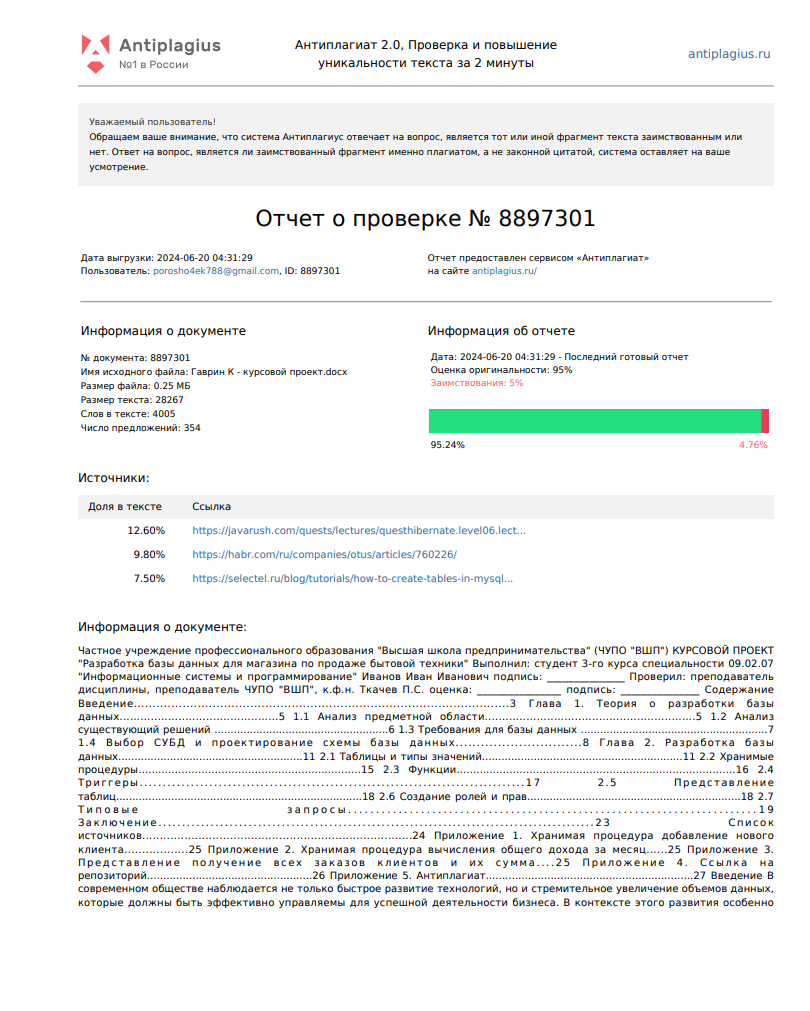 Antiplagius
№1 в России
Антиплагиат 2.0, Проверка и повышение
уникальности текста за 2 минуты
antiplagius.ru
Уважаемый пользователь!
Обращаем ваше внимание, что система Антиплагиус отвечает на вопрос, является тот или иной фрагмент текста заимствованным или
нет. Ответ на вопрос, является ли заимствованный фрагмент именно плагиатом, а не законной цитатой, система оставляет на ваше
усмотрение.
Отчет о проверке № 8897301
Дата выгрузки: 2024-06-20 04:31:29
Пользователь: porosho4ek788@gmail.com, ID: 8897301
Отчет предоставлен сервисом «Антиплагиат»
на сайте antiplagius.ru/
Информация о документе
№ документа: 8897301
Имя исходного файла: Гаврин К - курсовой проект.docx
Размер файла: 0.25 МБ
Размер текста: 28267
Слов в тексте: 4005
Число предложений: 354
Информация об отчете
Дата: 2024-06-20 04:31:29 - Последний готовый отчет
Оценка оригинальности: 95%
Заимствования: 5%
95.24%
4.76%
Источники:
Доля в тексте Ссылка
12.60% https://javarush.com/quests/lectures/questhibernate.level06.lect...
9.80% https://habr.com/ru/companies/otus/articles/760226/
7.50% https://selectel.ru/blog/tutorials/how-to-create-tables-in-mysql...
Информация о документе:
Частное учреждение профессионального образования "Высшая школа предпринимательства" (ЧУПО "ВШП") КУРСОВОЙ ПРОЕКТ
"Разработка базы данных для магазина по продаже бытовой техники" Выполнил: студент 3-го курса специальности 09.02.07
"Информационные системы и программирование" Иванов Иван Иванович подпись: ______________ Проверил: преподаватель
дисциплины, преподаватель ЧУПО "ВШП", к.ф.н. Ткачев П.С. оценка: ______________ подпись: ______________ Содержание
Введение.................................................................3 Глава 1. Теория о разработки базы
данных...................................................5 1.1 Анализ предметной области...................................................................5 1.2 Анализ
существующий решений .......................................................6 1.3 Требования для базы данных ............................................................7
1.4 Выбор СУБД и проектирование схемы базы данных........................8 Глава 2. Разработка базы
данных............................................................11 2.1 Таблицы и типы значений................................................................11 2.2 Хранимые
процедуры........................................................................15 2.3 Функции.........................................................................................16 2.4
Триггеры.................................................................17 2.5 Представление
таблиц...............................................................................18 2.6 Создание ролей и прав....................................................................18 2.7
Типовые запросы.................................................................19
Заключение.................................................................23 Список
источников.....................................................................................24 Приложение 1. Хранимая процедура добавление нового
клиента.................25 Приложение 2. Хранимая процедура вычисления общего дохода за месяц......25 Приложение 3.
Представление получение всех заказов клиентов и их сумма....25 Приложение 4. Ссылка на
репозиторий.....................................................26 Приложение 5. Антиплагиат..................................................................27 Введение В
современном обществе наблюдается не только быстрое развитие технологий, но и стремительное увеличение объемов данных,
которые должны быть эффективно управляемы для успешной деятельности бизнеса. В контексте этого развития особенно